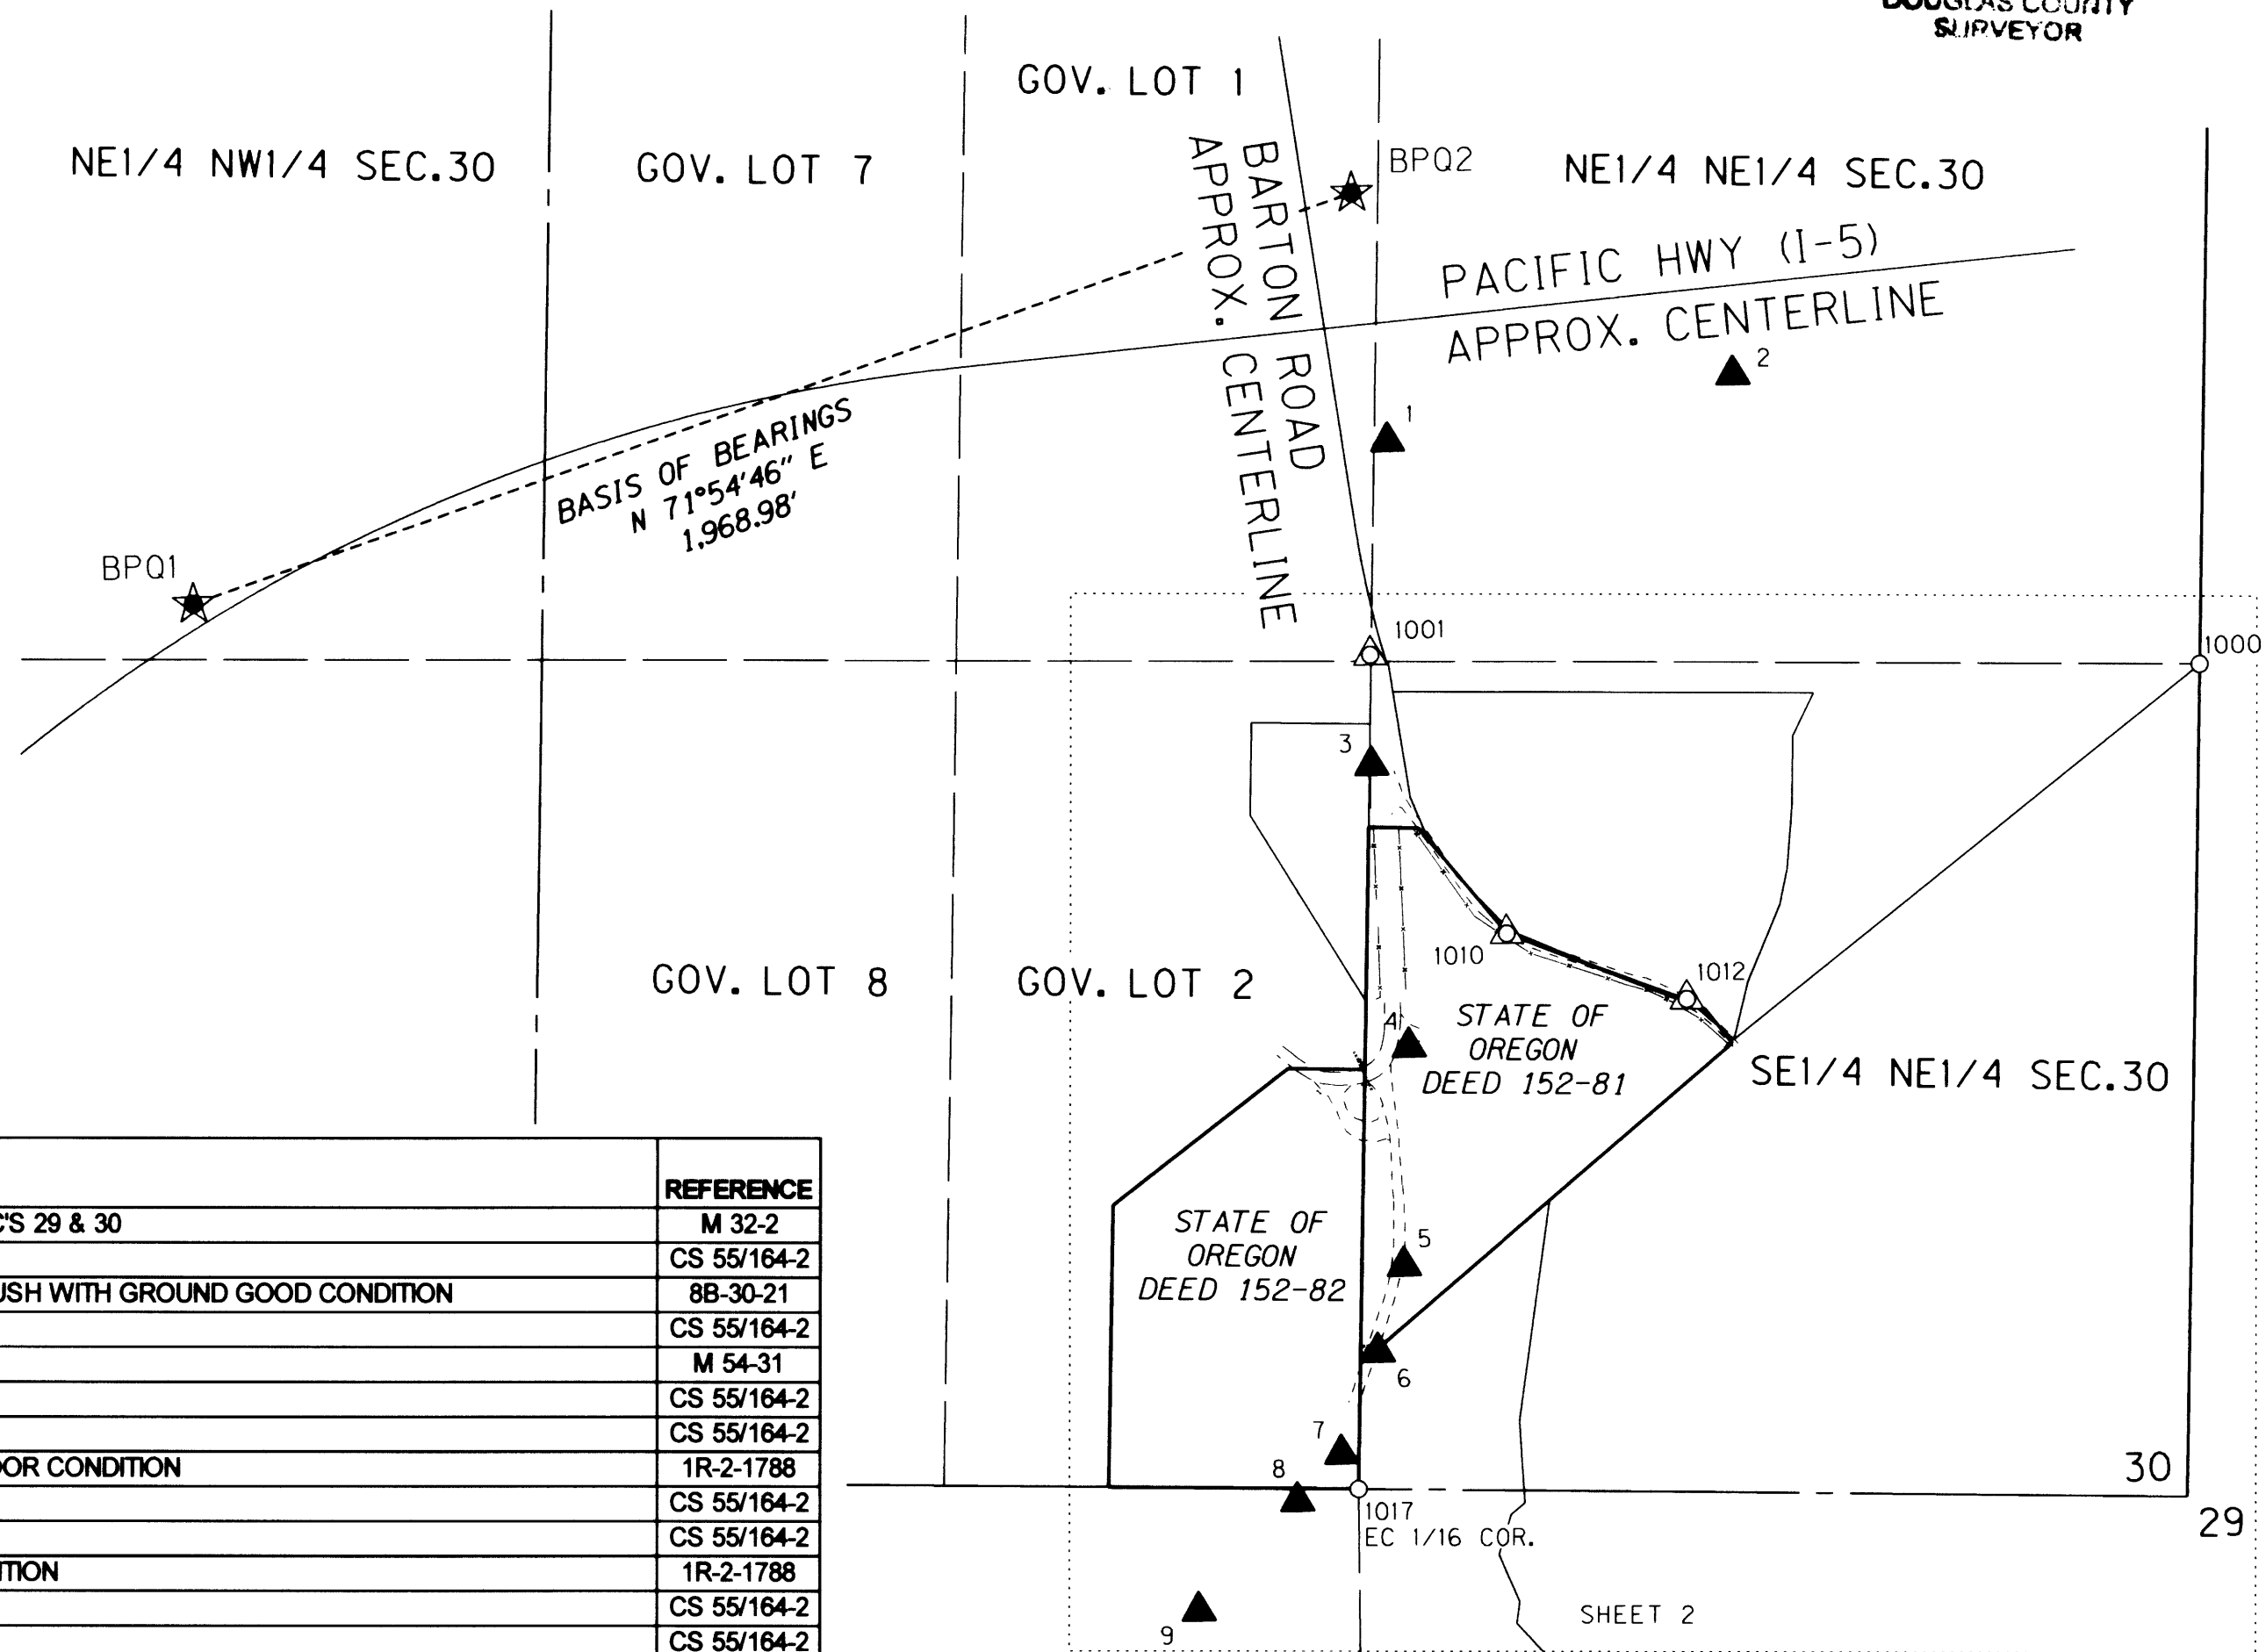 DOUGLAS COUNTY
SURVEYOR
GOV. LOT 1
NE1/4 NW1/4 SEC.30
GOV. LOT 7
BPQ2
NE1/4 NE1/4 SEC.30
BARTON ROAD
APPROX. CENTERLINE
PACIFIC HWY (I-5)
APPROX. CENTERLINE
2
1
BASIS OF BEARINGS
N 71°54'46" E
1,968.98'
BPQ1
1001
1000
3
1010
1012
GOV. LOT 8
GOV. LOT 2
4
STATE OF
OREGON
DEED 152-81
SE1/4 NE1/4 SEC.30
STATE OF
OREGON
DEED 152-82
5
6
7
8
1017
EC 1/16 COR.
30
29
9
SHEET 2
REFERENCE
C'S 29 & 30 M 32-2
CS 55/164-2
USH WITH GROUND GOOD CONDITION 8B-30-21
CS 55/164-2
M 54-31
CS 55/164-2
CS 55/164-2
OOR CONDITION 1R-2-1788
CS 55/164-2
CS 55/164-2
ITION 1R-2-1788
CS 55/164-2
CS 55/164-2